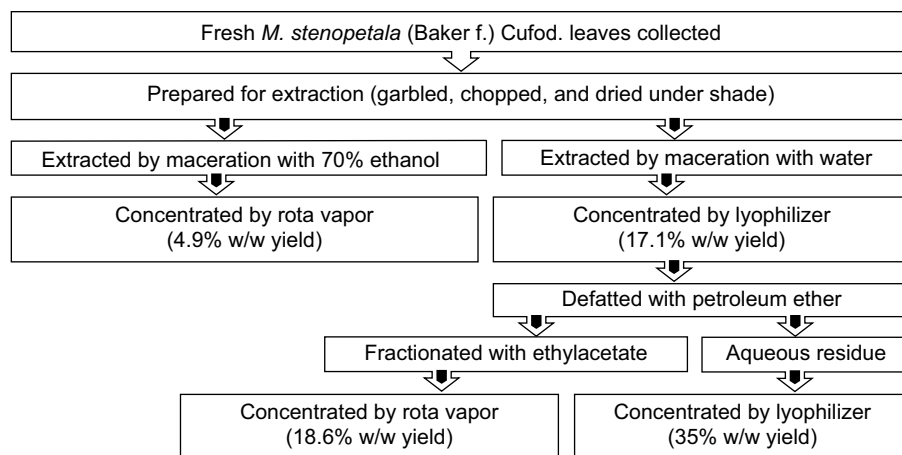 Fresh M. stenopetala (Baker f.) Cufod. leaves collected
Prepared for extraction (garbled, chopped, and dried under shade)
Extracted by maceration with 70% ethanol
Extracted by maceration with water
Concentrated by rota vapor
(4.9% w/w yield)
Concentrated by lyophilizer
(17.1% w/w yield)
Defatted with petroleum ether
Fractionated with ethylacetate
Aqueous residue
Concentrated by rota vapor
(18.6% w/w yield)
Concentrated by lyophilizer
(35% w/w yield)